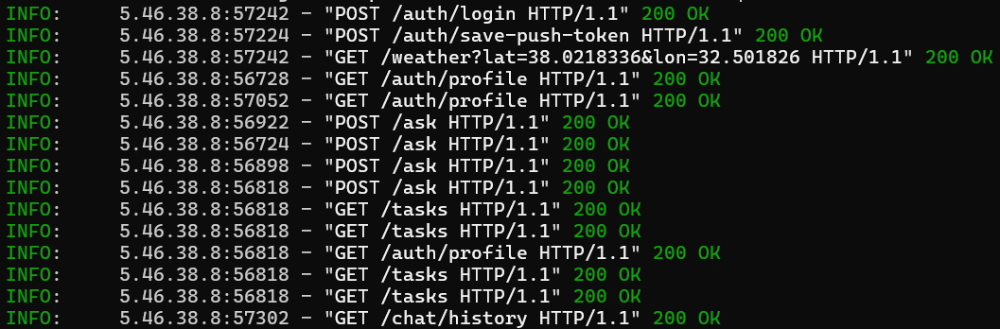 INFO:     5.46.38.8:57242 - "POST /auth/login HTTP/1.1" 200 OK
INFO:     5.46.38.8:57224 - "POST /auth/save-push-token HTTP/1.1" 200 OK
INFO:     5.46.38.8:57242 - "GET /weather?lat=38.0218336&lon=32.501826 HTTP/1.1" 200 OK
INFO:     5.46.38.8:56728 - "GET /auth/profile HTTP/1.1" 200 OK
INFO:     5.46.38.8:57052 - "GET /auth/profile HTTP/1.1" 200 OK
INFO:     5.46.38.8:56922 - "POST /ask HTTP/1.1" 200 OK
INFO:     5.46.38.8:56724 - "POST /ask HTTP/1.1" 200 OK
INFO:     5.46.38.8:56898 - "POST /ask HTTP/1.1" 200 OK
INFO:     5.46.38.8:56818 - "POST /ask HTTP/1.1" 200 OK
INFO:     5.46.38.8:56818 - "GET /tasks HTTP/1.1" 200 OK
INFO:     5.46.38.8:56818 - "GET /tasks HTTP/1.1" 200 OK
INFO:     5.46.38.8:56818 - "GET /auth/profile HTTP/1.1" 200 OK
INFO:     5.46.38.8:56818 - "GET /tasks HTTP/1.1" 200 OK
INFO:     5.46.38.8:56818 - "GET /tasks HTTP/1.1" 200 OK
INFO:     5.46.38.8:57302 - "GET /chat/history HTTP/1.1" 200 OK